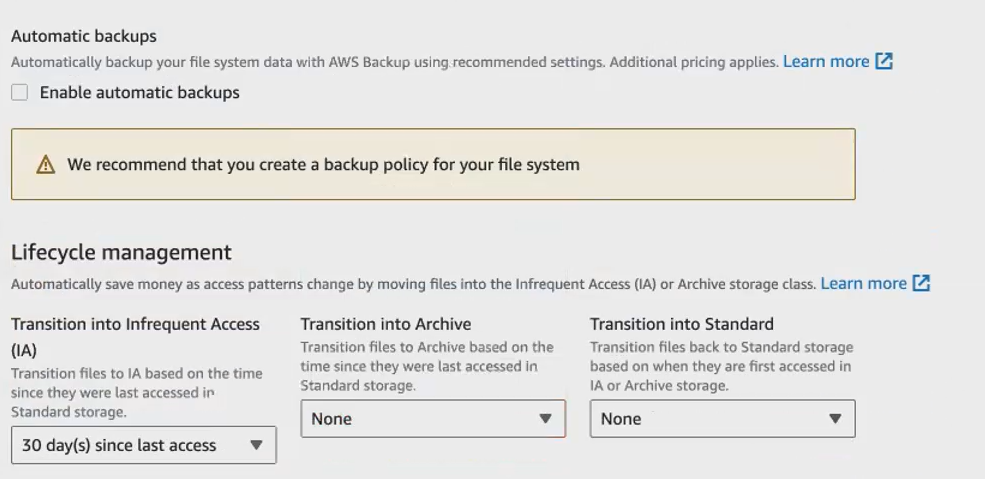 Automatic backups
Automatically backup your file system data with AWS Backup using recommended settings. Additional pricing applies. Learn more
Enable automatic backups
We recommend that you create a backup policy for your file system
Lifecycle management
Automatically save money as access patterns change by moving files into the Infrequent Access (IA) or Archive storage class. Learn more
Transition into Infrequent Access
(IA)
Transition files to IA based on the time
since they were last accessed in
Standard storage.
30 day(s) since last access
Transition into Archive
Transition files to Archive based on the
time since they were last accessed in
Standard storage.
None
Transition into Standard
Transition files back to Standard storage
based on when they are first accessed in
IA or Archive storage.
None